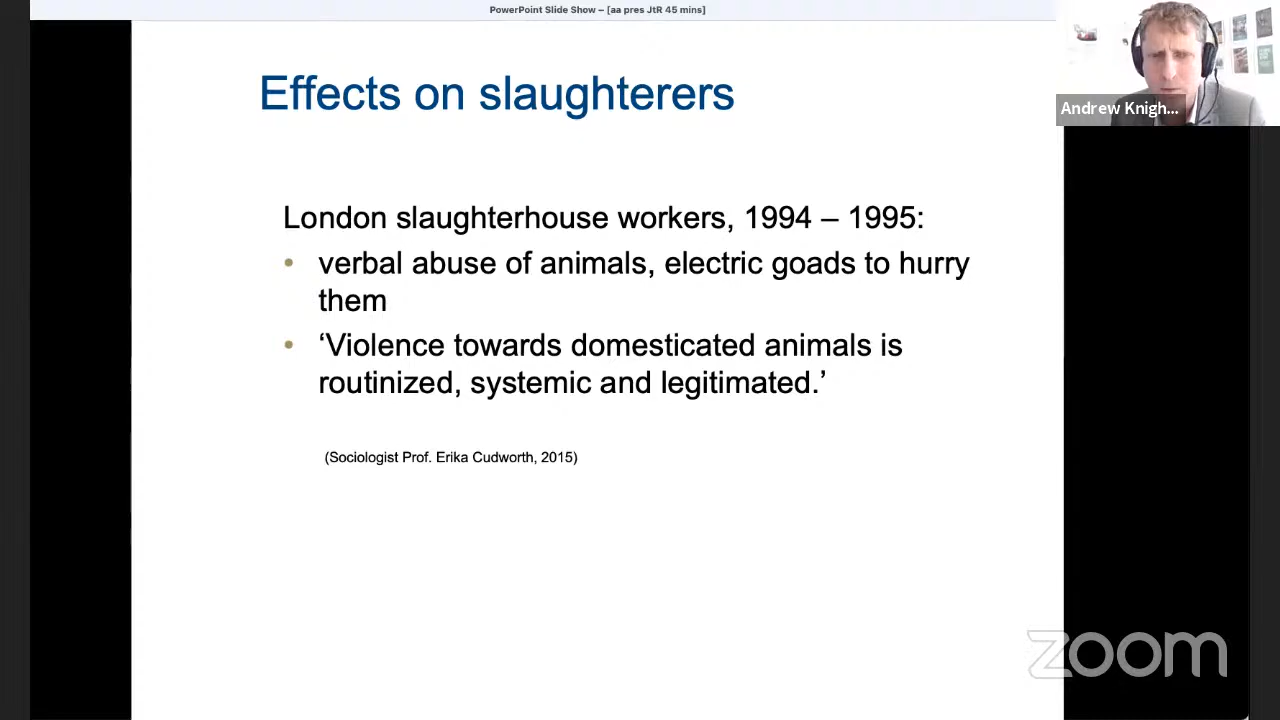 PowerPoint Slide Show – [aa pres JtR 45 mins]
Andrew Knigh...
Effects on slaughterers
London slaughterhouse workers, 1994 – 1995:
• verbal abuse of animals, electric goads to hurry
them
• ‘Violence towards domesticated animals is
routinized, systemic and legitimated.’
(Sociologist Prof. Erika Cudworth, 2015)
zoom